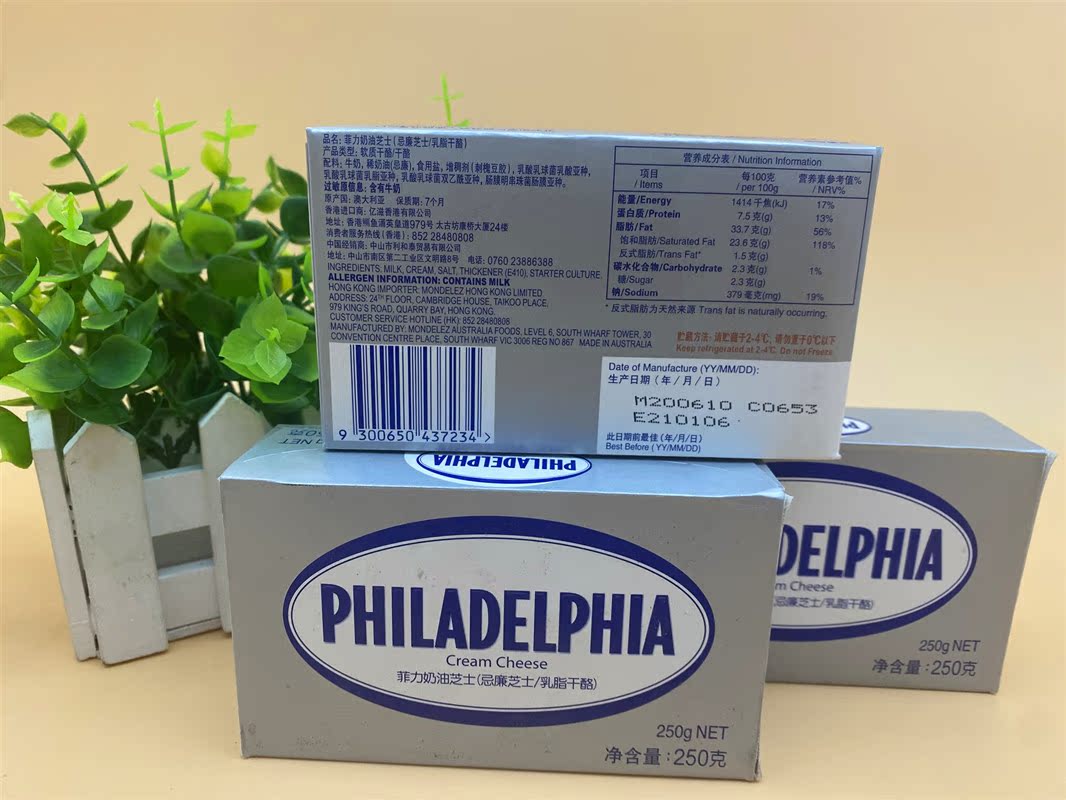 品名: 菲力奶油芝士(忌廉芝士/乳脂干酪)
产品类型: 软质干酪/干酪
配料: 牛奶, 稀奶油(忌廉), 食用盐, 增稠剂(刺槐豆胶), 乳酸乳球菌乳酸亚种,
乳酸乳球菌乳脂亚种, 乳酸乳球菌双乙酰亚种, 肠膜明串珠菌肠膜亚种。
过敏原信息: 含有牛奶
原产国: 澳大利亚 保质期: 7个月
香港进口商: 亿滋香港有限公司
地址: 香港鲗鱼涌英皇道979号 太古坊康桥大厦24楼
消费者服务热线(香港): 852 28480808
中国经销商: 中山市利和泰贸易有限公司
地址: 中山市南区第二工业区文明路8号 电话: 0760 23886388
INGREDIENTS. MILK, CREAM, SALT, THICKENER (E410), STARTER CULTURE.
ALLERGEN INFORMATION: CONTAINS MILK
HONG KONG IMPORTER: MONDELEZ HONG KONG LIMITED
ADDRESS: 24TH FLOOR, CAMBRIDGE HOUSE, TAIKOO PLACE,
979 KING'S ROAD, QUARRY BAY, HONG KONG.
CUSTOMER SERVICE HOTLINE (HK): 852 28480808
MANUFACTURED BY: MONDELEZ AUSTRALIA FOODS, LEVEL 6, SOUTH WHARF TOWER, 30
CONVENTION CENTRE PLACE, SOUTH WHARF VIC 3006 REG NO 867 MADE IN AUSTRALIA
营养成分表 / Nutrition Information
项目 / Items 每100克 / per 100g 营养素参考值% / NRV%
能量/Energy 1414 千焦(kJ) 17%
蛋白质/Protein 7.5 克(g) 13%
脂肪/Fat 33.7 克(g) 56%
饱和脂肪/Saturated Fat 23.6 克(g) 118%
反式脂肪/Trans Fat* 1.5 克(g)
碳水化合物/Carbohydrate 2.3 克(g) 1%
糖/Sugar 2.3 克(g)
钠/Sodium 379 毫克(mg) 19%
* 反式脂肪为天然来源 Trans fat is naturally occurring.
贮藏方法: 请贮藏于2-4℃, 请勿置于0℃以下
Keep refrigerated at 2-4℃. Do not Freeze
Date of Manufacture (YY/MM/DD):
生产日期 (年/月/日)
M200610 C0653
E210106
此日期前最佳 (年/月/日)
Best Before (YY/MM/DD)
9 300650 437234 >
PHILADELPHIA
PHILADELPHIA
Cream Cheese
菲力奶油芝士(忌廉芝士/乳脂干酪)
250g NET
净含量:250克
DELPHIA
m Cheese
忌廉芝士/乳脂干酪)
250g NET
净含量:250克